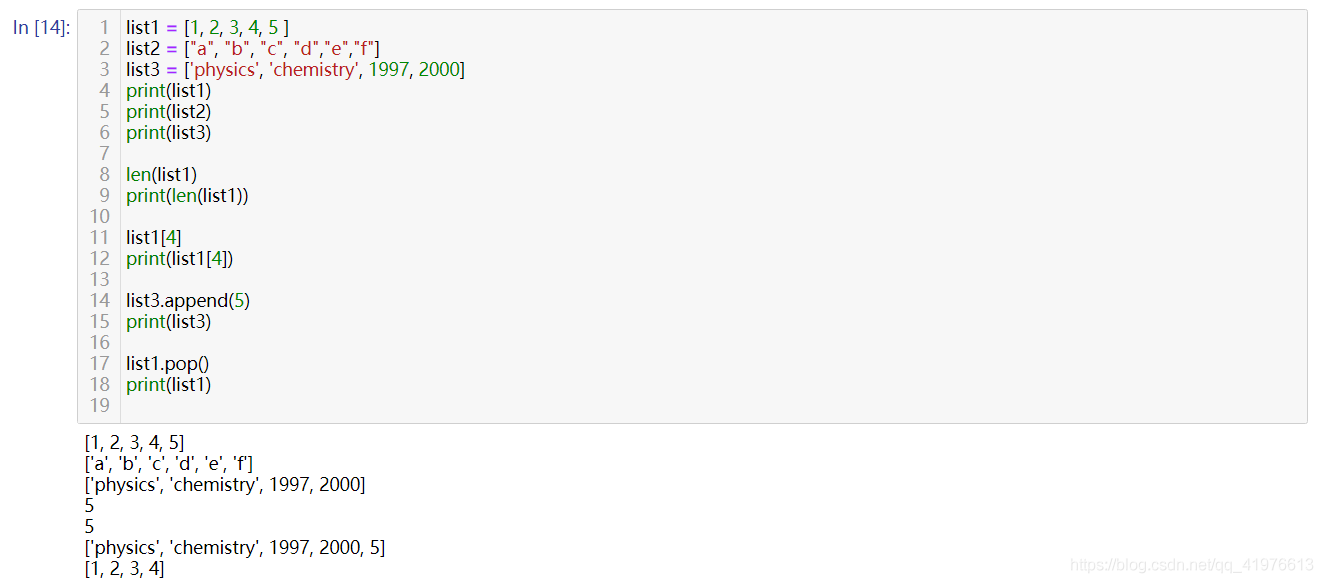 In [14]:
1 list1 = [1, 2, 3, 4, 5 ]
2 list2 = ["a", "b", "c", "d","e","f"]
3 list3 = ['physics', 'chemistry', 1997, 2000]
4 print(list1)
5 print(list2)
6 print(list3)
7
8 len(list1)
9 print(len(list1))
10
11 list1[4]
12 print(list1[4])
13
14 list3.append(5)
15 print(list3)
16
17 list1.pop()
18 print(list1)
19
[1, 2, 3, 4, 5]
['a', 'b', 'c', 'd', 'e', 'f']
['physics', 'chemistry', 1997, 2000]
5
5
['physics', 'chemistry', 1997, 2000, 5]
[1, 2, 3, 4]
https://blog.csdn.net/qq_41976613